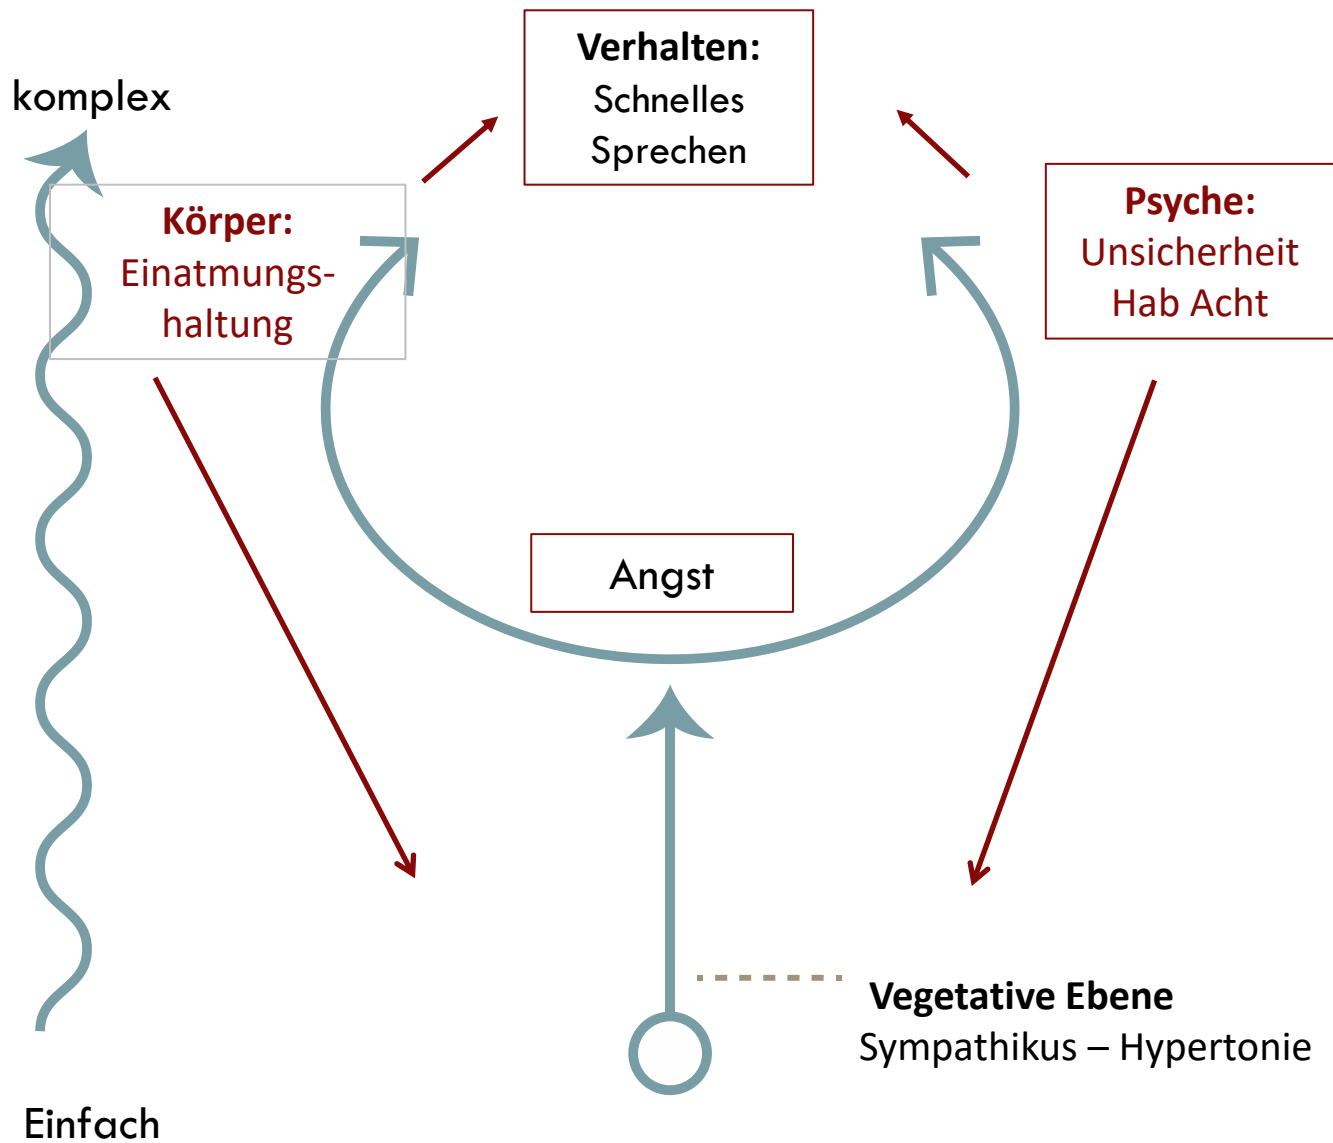 Verhalten:
Schnelles
Sprechen
komplex
Körper:
Einatmungs-
haltung
Psyche:
Unsicherheit
Hab Acht
Angst
Vegetative Ebene
Sympathikus – Hypertonie
Einfach